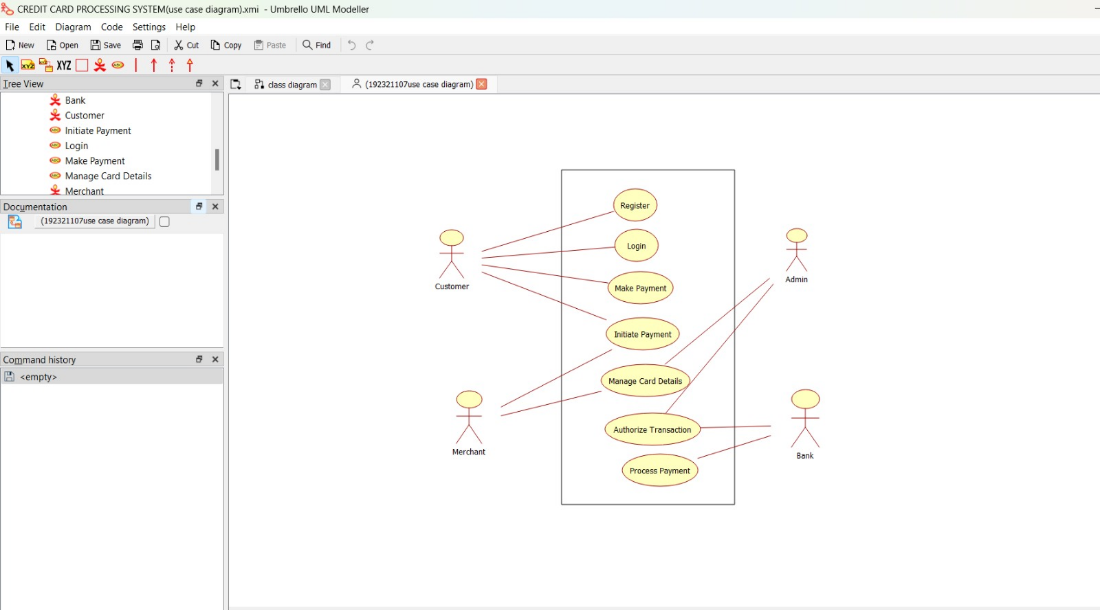 CREDIT CARD PROCESSING SYSTEM(use case diagram).xmi - Umbrello UML Modeller
File Edit Diagram Code Settings Help
New Open Save Cut Copy Paste Find
XYZ XYZ
Tree View
class diagram (192321107use case diagram)
Bank
Customer
Initiate Payment
Login
Make Payment
Manage Card Details
Merchant
Documentation
(192321107use case diagram)
Command history
<empty>
Register
Login
Make Payment
Initiate Payment
Manage Card Details
Authorize Transaction
Process Payment
Customer
Admin
Merchant
Bank